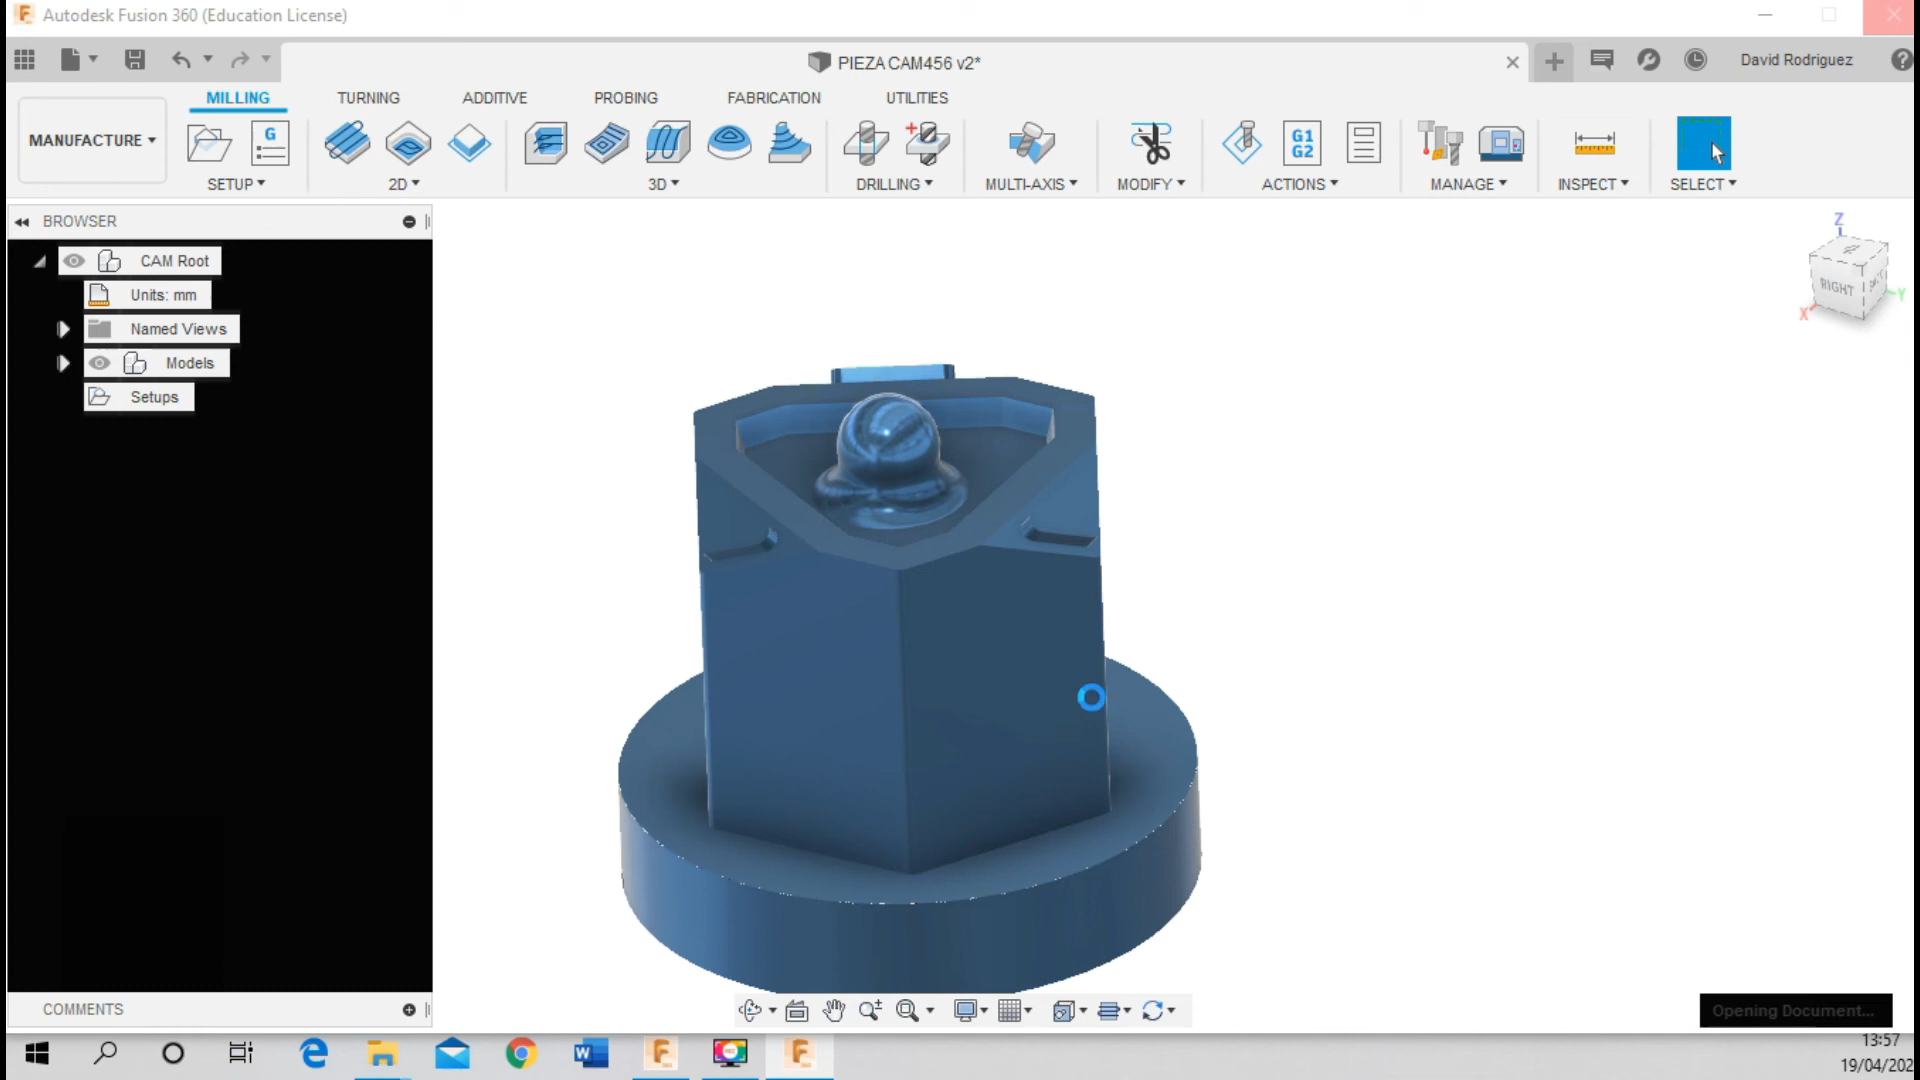 Autodesk Fusion 360 (Education License)
PIEZA CAM456 v2*
David Rodriguez
MILLING TURNING ADDITIVE PROBING FABRICATION UTILITIES
MANUFACTURE
G
G1
G2
SETUP 2D 3D DRILLING MULTI-AXIS MODIFY ACTIONS MANAGE INSPECT SELECT
BROWSER
CAM Root
Units: mm
Named Views
Models
Setups
Z
RIGHT
X
Y
COMMENTS
Opening Document...
13:57
19/04/202